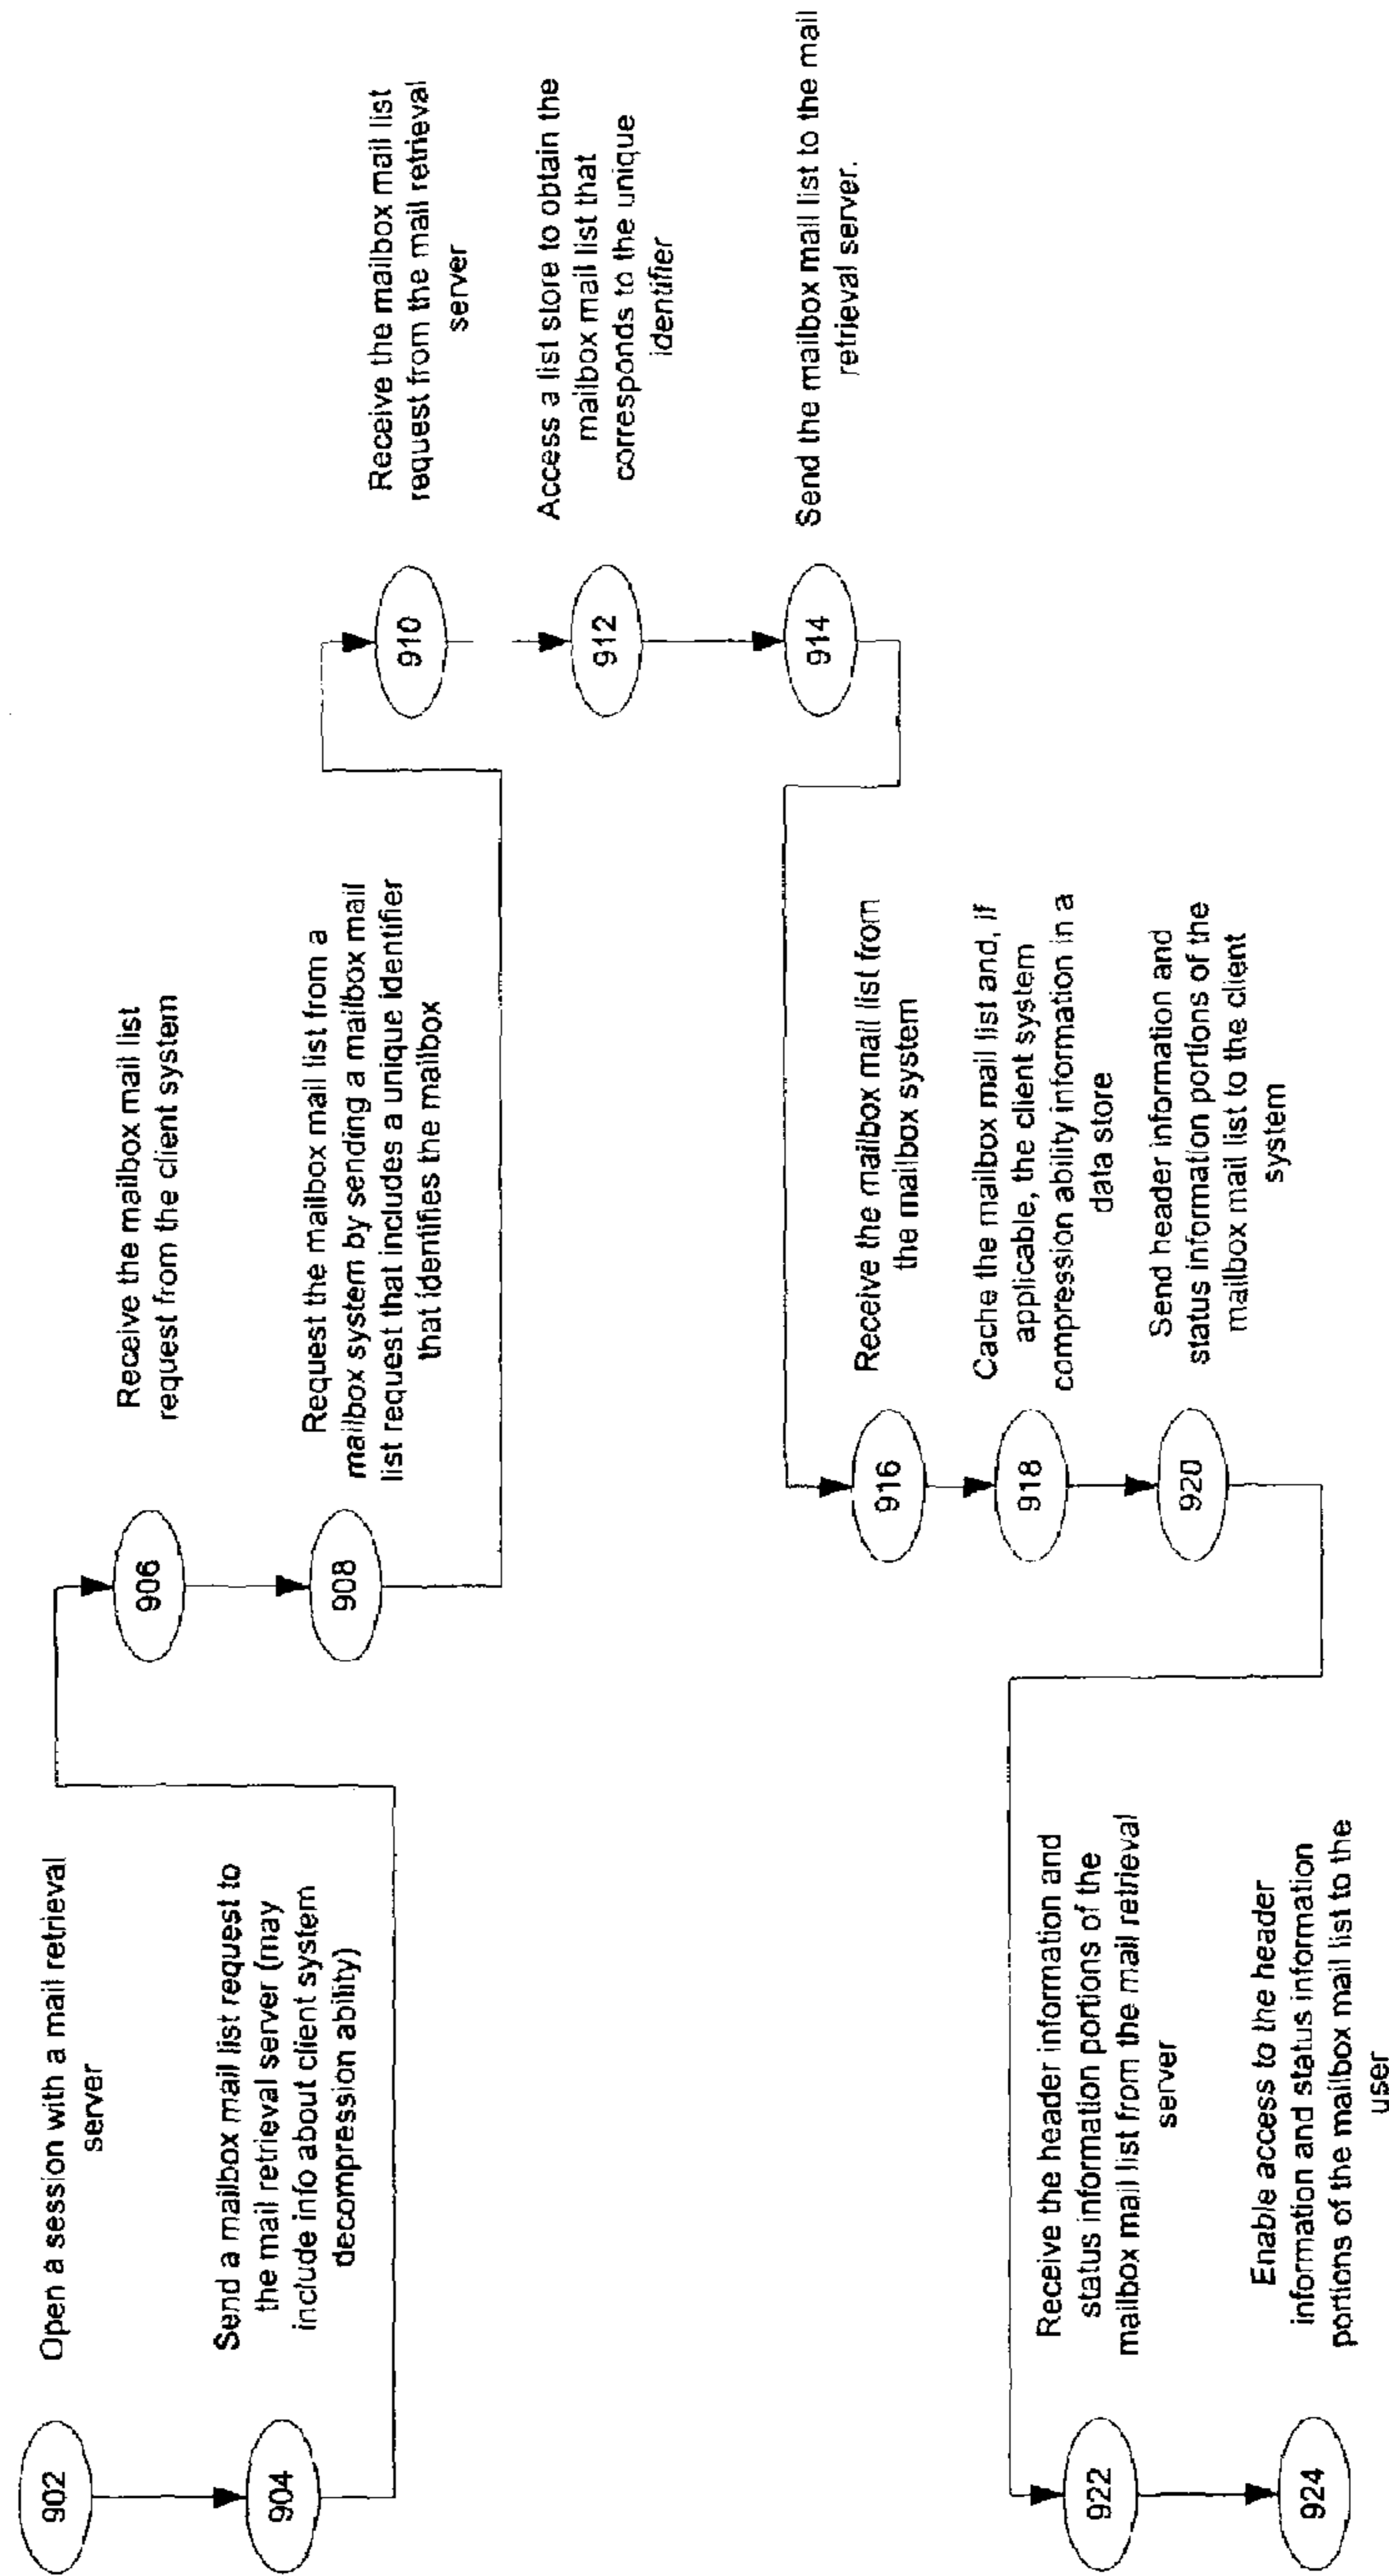 902
Open a session with a mail retrieval
server
904
Send a mailbox mail list request to
the mail retrieval server (may
include info about client system
decompression ability)
906
Receive the mailbox mail list
request from the client system
908
Request the mailbox mail list from a
mailbox system by sending a mailbox mail
list request that includes a unique identifier
that identifies the mailbox
910
Receive the mailbox mail list
request from the mail retrieval
server
912
Access a list store to obtain the
mailbox mail list that
corresponds to the unique
identifier
914
Send the mailbox mail list to the mail
retrieval server.
916
Receive the mailbox mail list from
the mailbox system
918
Cache the mailbox mail list and, if
applicable, the client system
compression ability information in a
data store
920
Send header information and
status information portions of the
mailbox mail list to the client
system
922
Receive the header information and
status information portions of the
mailbox mail list from the mail retrieval
server
924
Enable access to the header
information and status information
portions of the mailbox mail list to the
user